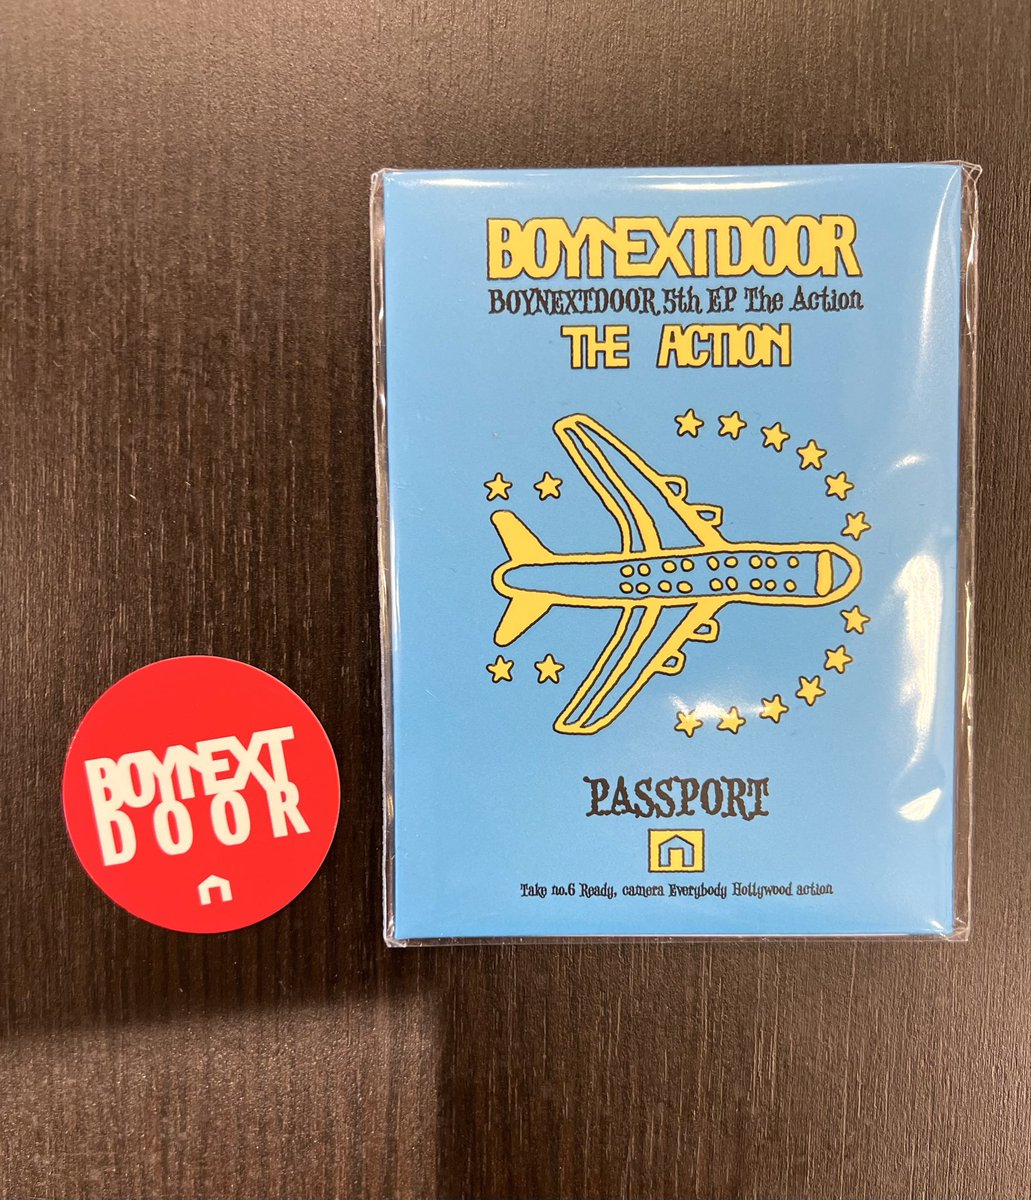 BOYNEXTDOOR
BOYNEXTDOOR 5th EP The Action
THE ACTION
PASSPORT
Take no.6 Ready, camera Everybody Hollywood action
BOYNEXT
DOOR